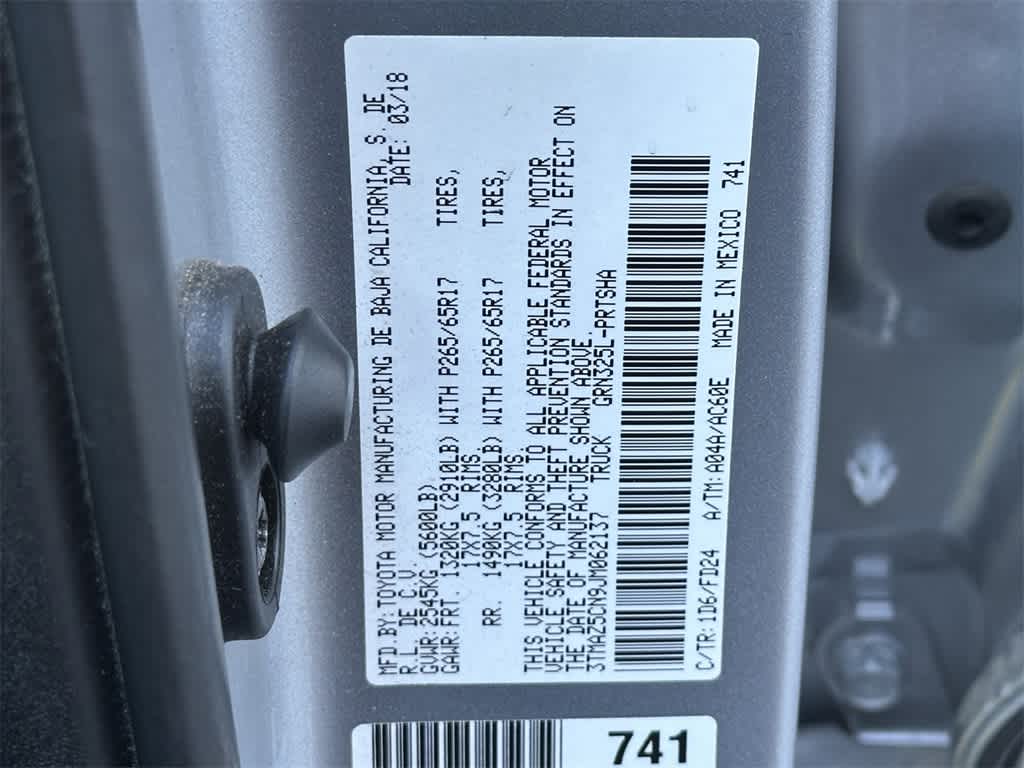 MFD.BY:TOYOTA MOTOR MANUFACTURING DE BAJA CALIFORNIA, S. DE
R.L. DE C.V. DATE: 03/18
GVWR:2545KG (5600LB)
GAWR:FRT. 1320KG (2910LB) WITH P265/65R17 TIRES,
17X7.5 RIMS.
RR. 1490KG (3280LB) WITH P265/65R17 TIRES,
17X7.5 RIMS.
THIS VEHICLE CONFORMS TO ALL APPLICABLE FEDERAL MOTOR
VEHICLE SAFETY AND THEFT PREVENTION STANDARDS IN EFFECT ON
THE DATE OF MANUFACTURE SHOWN ABOVE.
3TMAZ5CN9JM062137 TRUCK GRN325L-PRTSHA
C/TR: 1D6/FD24 A/TM: A04A/AC60E MADE IN MEXICO 741
741